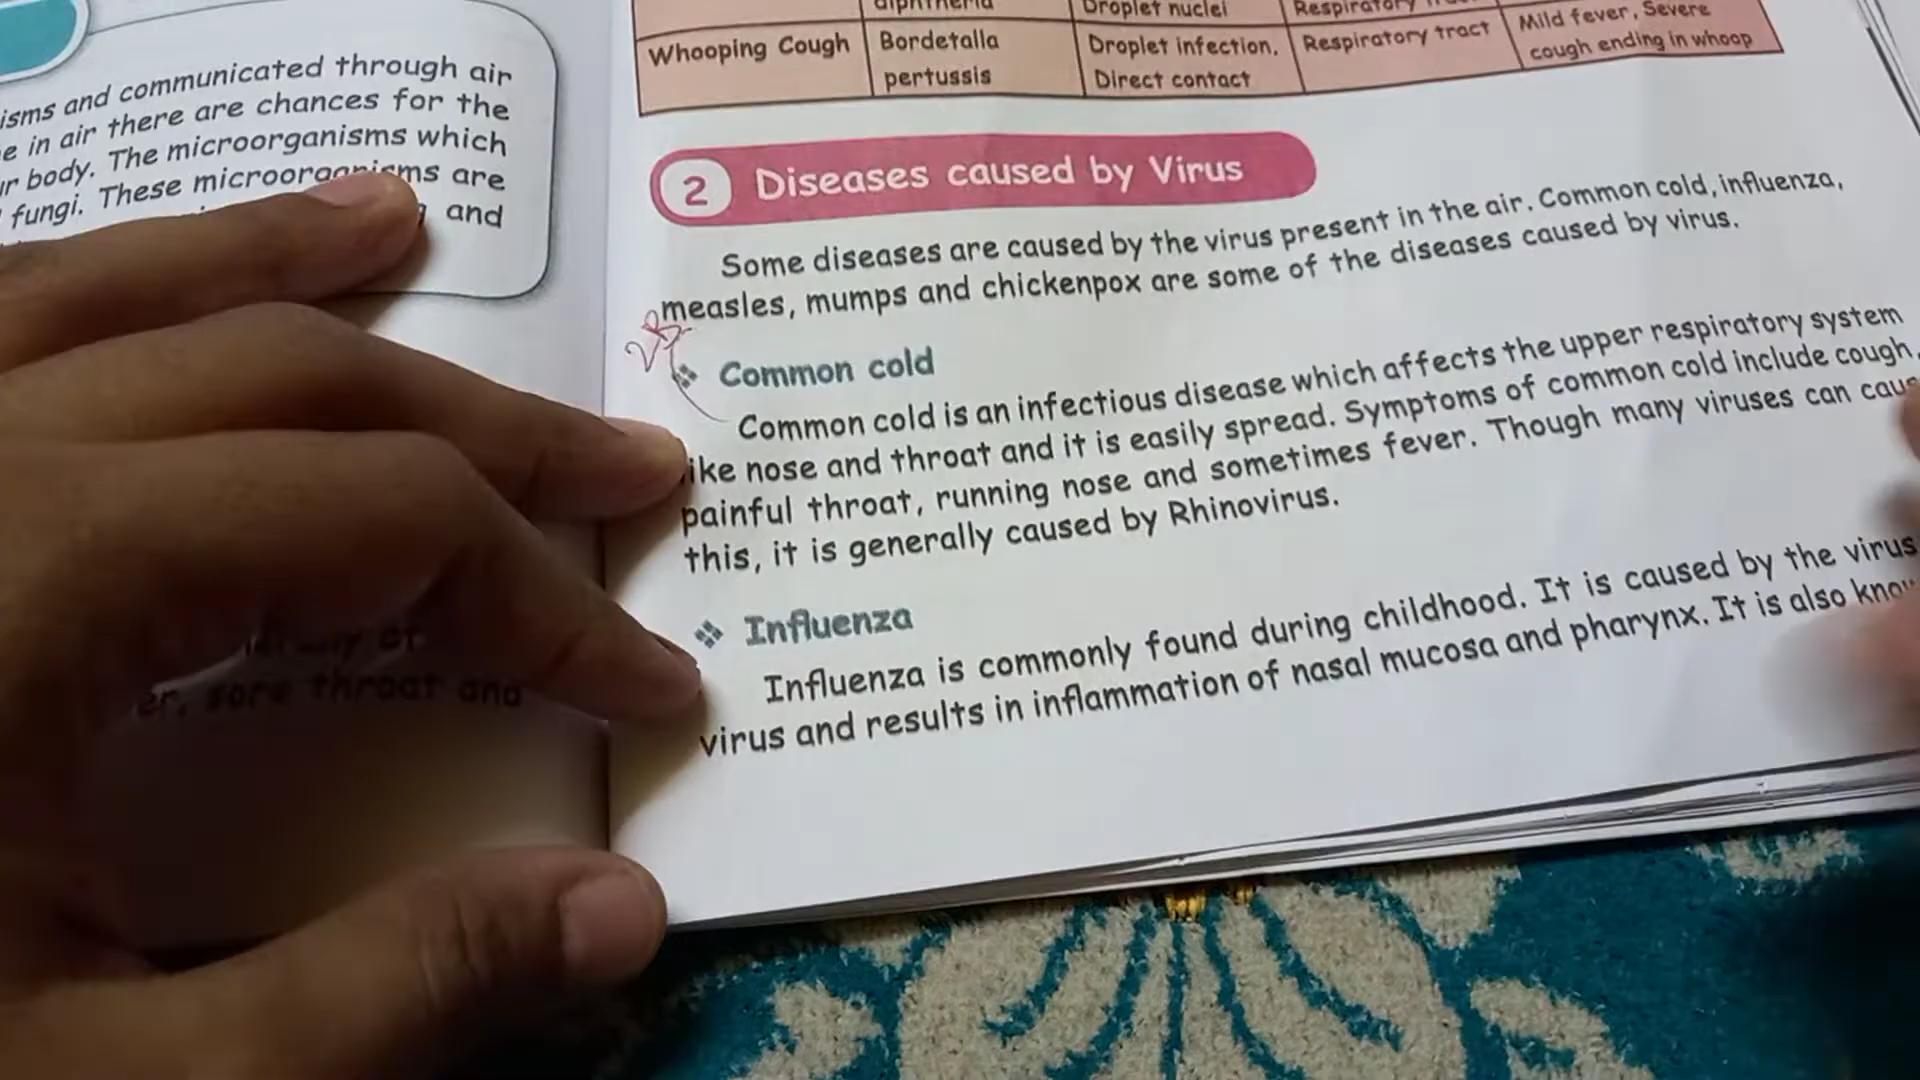 isms and communicated through air
e in air there are chances for the
ur body. The microorganisms which
fungi. These microorganisms are
and
er, sore throat and
diphtheria
Droplet nuclei
Respiratory
Whooping Cough
Bordetalla
pertussis
Droplet infection,
Direct contact
Respiratory tract
Mild fever, Severe
cough ending in whoop
2 Diseases caused by Virus
Some diseases are caused by the virus present in the air. Common cold, influenza,
measles, mumps and chickenpox are some of the diseases caused by virus.
Common cold
Common cold is an infectious disease which affects the upper respiratory system
like nose and throat and it is easily spread. Symptoms of common cold include cough,
painful throat, running nose and sometimes fever. Though many viruses can caus
this, it is generally caused by Rhinovirus.
Influenza
Influenza is commonly found during childhood. It is caused by the virus
virus and results in inflammation of nasal mucosa and pharynx. It is also know